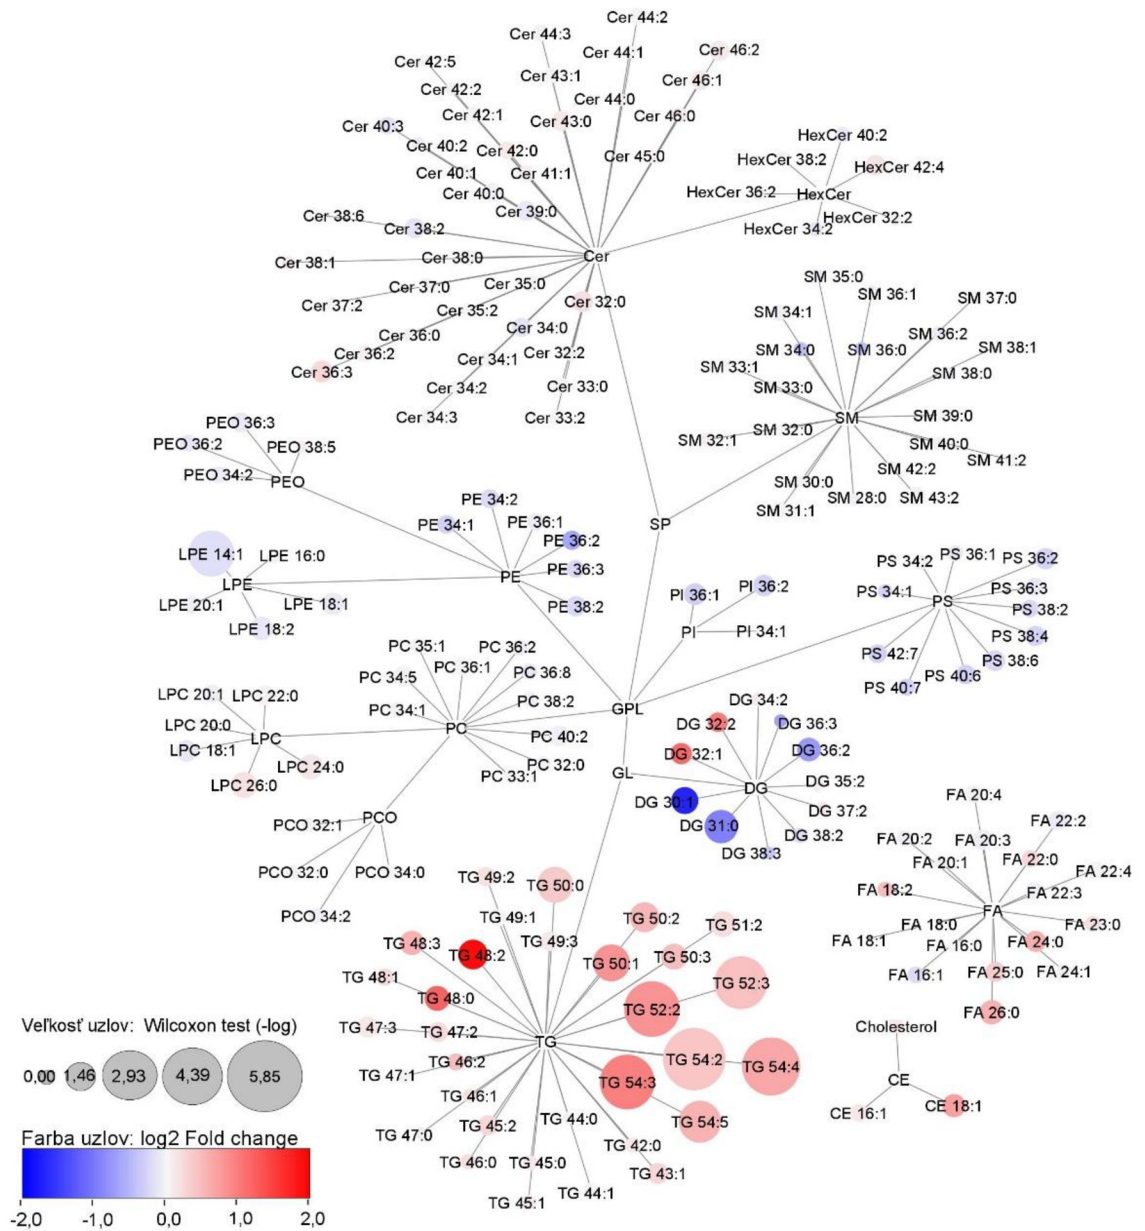 Cer 44:2
Cer 44:3
Cer 44:1
Cer 46:2
Cer 42:5
Cer 43:1
Cer 46:1
Cer 42:2
Cer 44:0
Cer 42:1
Cer 43:0
Cer 46:0
Cer 40:3
Cer 40:2
Cer 42:0
Cer 45:0
Cer 40:1
Cer 41:1
Cer 40:0
Cer 39:0
Cer 38:6
Cer 38:2
Cer
Cer 38:1
Cer 38:0
Cer 37:0
Cer 35:0
Cer 37:2
Cer 35:2
Cer 32:0
Cer 36:0
Cer 34:0
Cer 36:2
Cer 34:1
Cer 32:2
Cer 36:3
Cer 34:2
Cer 33:0
Cer 34:3
Cer 33:2
HexCer 40:2
HexCer 38:2
HexCer 42:4
HexCer 36:2
HexCer
HexCer 32:2
HexCer 34:2
SM 35:0
SM 36:1
SM 37:0
SM 34:1
SM 36:2
SM 34:0
SM 36:0
SM 38:1
SM 33:1
SM 38:0
SM 33:0
SM 39:0
SM
SM 32:1
SM 32:0
SM 40:0
SM 41:2
SM 42:2
SM 30:0
SM 28:0
SM 43:2
SM 31:1
SP
PEO 36:3
PEO 36:2
PEO 38:5
PEO 34:2
PEO
PE 34:2
PE 34:1
PE 36:1
PE 36:2
PE 36:3
PE
PE 38:2
LPE 14:1
LPE 16:0
LPE
LPE 20:1
LPE 18:1
LPE 18:2
PI 36:1
PI 36:2
PI
PI 34:1
PS 34:2
PS 36:1
PS 36:2
PS 34:1
PS 36:3
PS
PS 38:2
PS 38:4
PS 42:7
PS 38:6
PS 40:6
PS 40:7
PC 35:1
PC 36:2
PC 36:1
PC 36:8
PC 34:5
PC 38:2
PC 34:1
PC
PC 40:2
PC 32:0
PC 33:1
GPL
GL
LPC 20:1
LPC 22:0
LPC 20:0
LPC
LPC 18:1
LPC 24:0
LPC 26:0
PCO 32:1
PCO
PCO 32:0
PCO 34:0
PCO 34:2
DG 34:2
DG 32:2
DG 36:3
DG 32:1
DG 36:2
DG
DG 35:2
DG 30:1
DG 37:2
DG 31:0
DG 38:2
DG 38:3
FA 20:4
FA 22:2
FA 20:2
FA 20:3
FA 20:1
FA 22:0
FA 22:4
FA 18:2
FA 22:3
FA
FA 18:0
FA 23:0
FA 18:1
FA 16:0
FA 24:0
FA 16:1
FA 25:0
FA 24:1
FA 26:0
TG 49:2
TG 50:0
TG 49:1
TG 50:2
TG 51:2
TG 48:3
TG 49:3
TG 48:2
TG 50:1
TG 50:3
TG 48:1
TG 52:3
TG 48:0
TG 52:2
TG 47:3
TG 47:2
TG
TG 46:2
TG 54:2
TG 54:4
TG 47:1
TG 54:3
TG 46:1
TG 54:5
TG 45:2
TG 44:0
TG 47:0
TG 42:0
TG 46:0
TG 45:0
TG 43:1
TG 44:1
TG 45:1
Cholesterol
CE
CE 16:1
CE 18:1
Veľkosť uzlov: Wilcoxon test (-log)
0,00 1,46 2,93 4,39 5,85
Farba uzlov: log2 Fold change
-2,0 -1,0 0,0 1,0 2,0